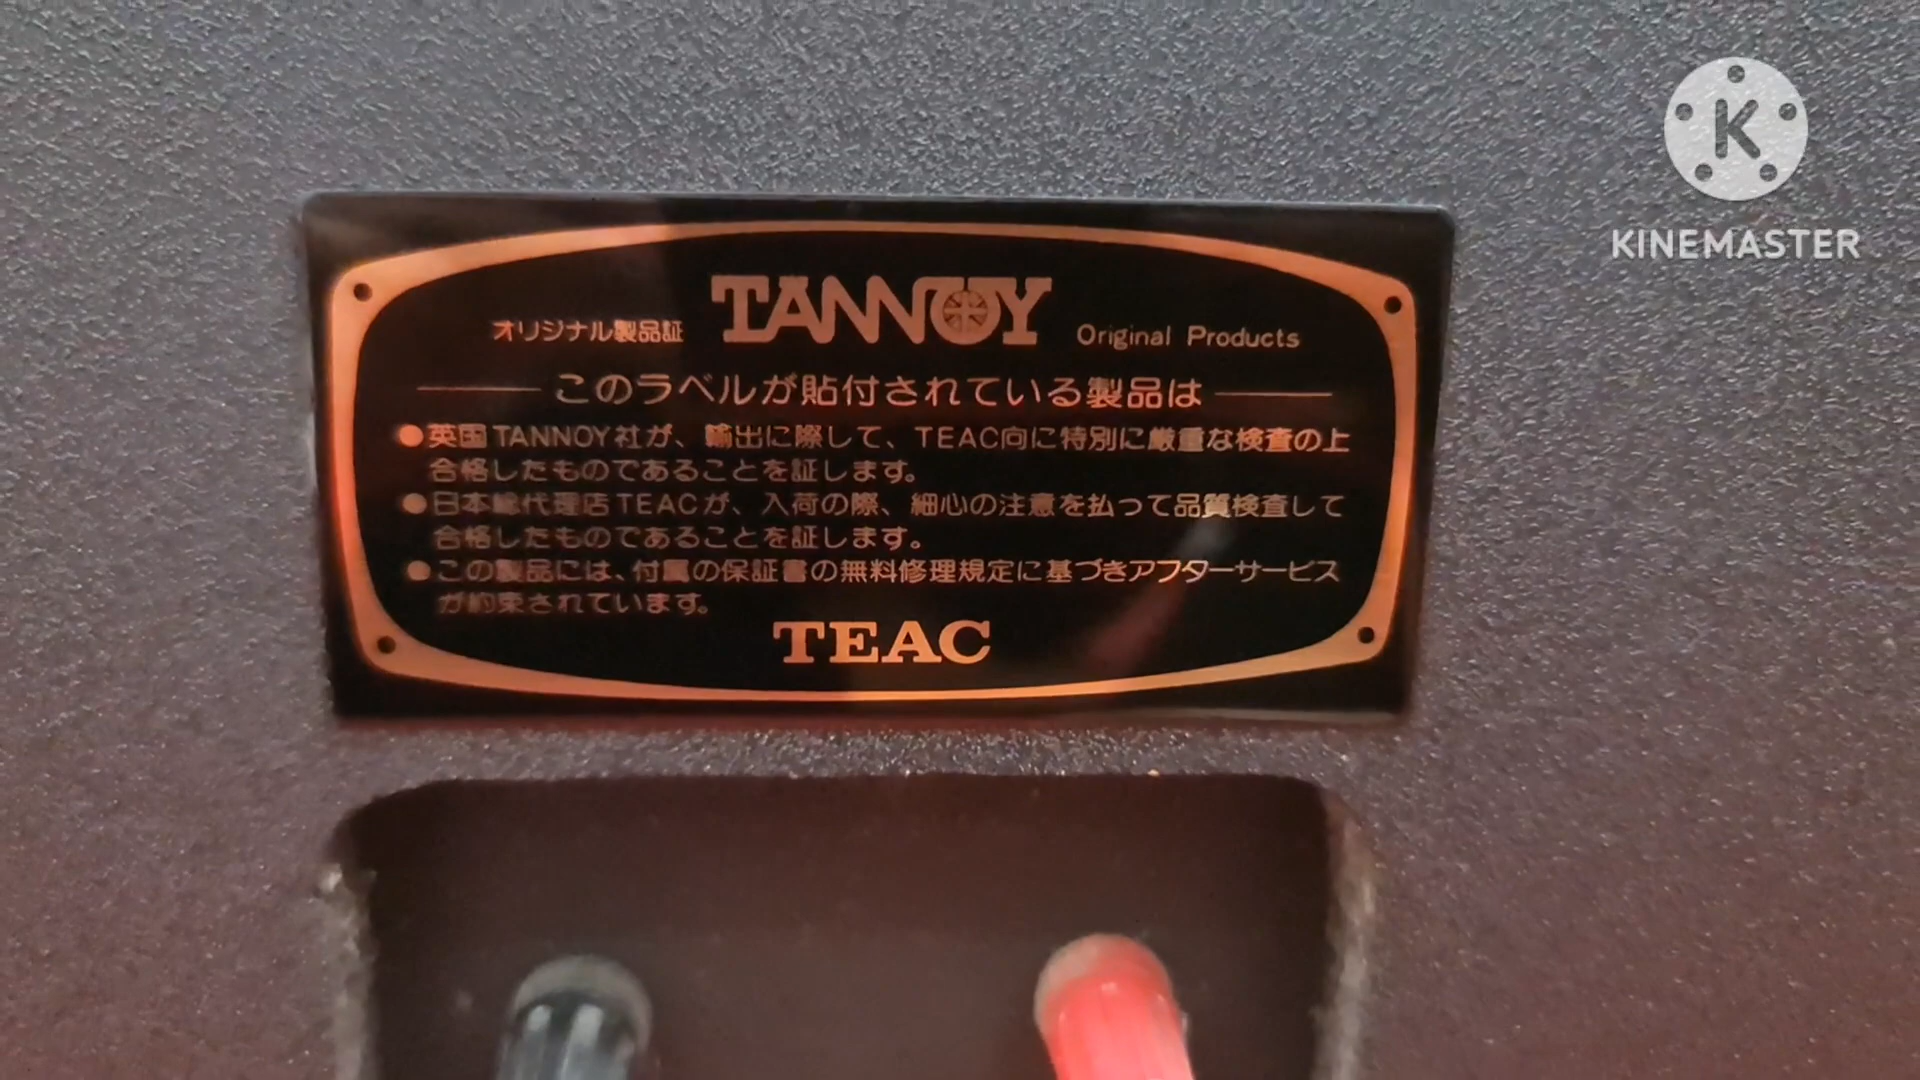 K
KINEMASTER
オリジナル製品証 TANNOY Original Products
このラベルが貼付されている製品は
●英国TANNOY社が、輸出に際して、TEAC向に特別に厳重な検査の上
合格したものであることを証します。
●日本総代理店TEACが、入荷の際、細心の注意を払って品質検査して
合格したものであることを証します。
●この製品には、付属の保証書の無料修理規定に基づきアフターサービス
が約束されています。
TEAC